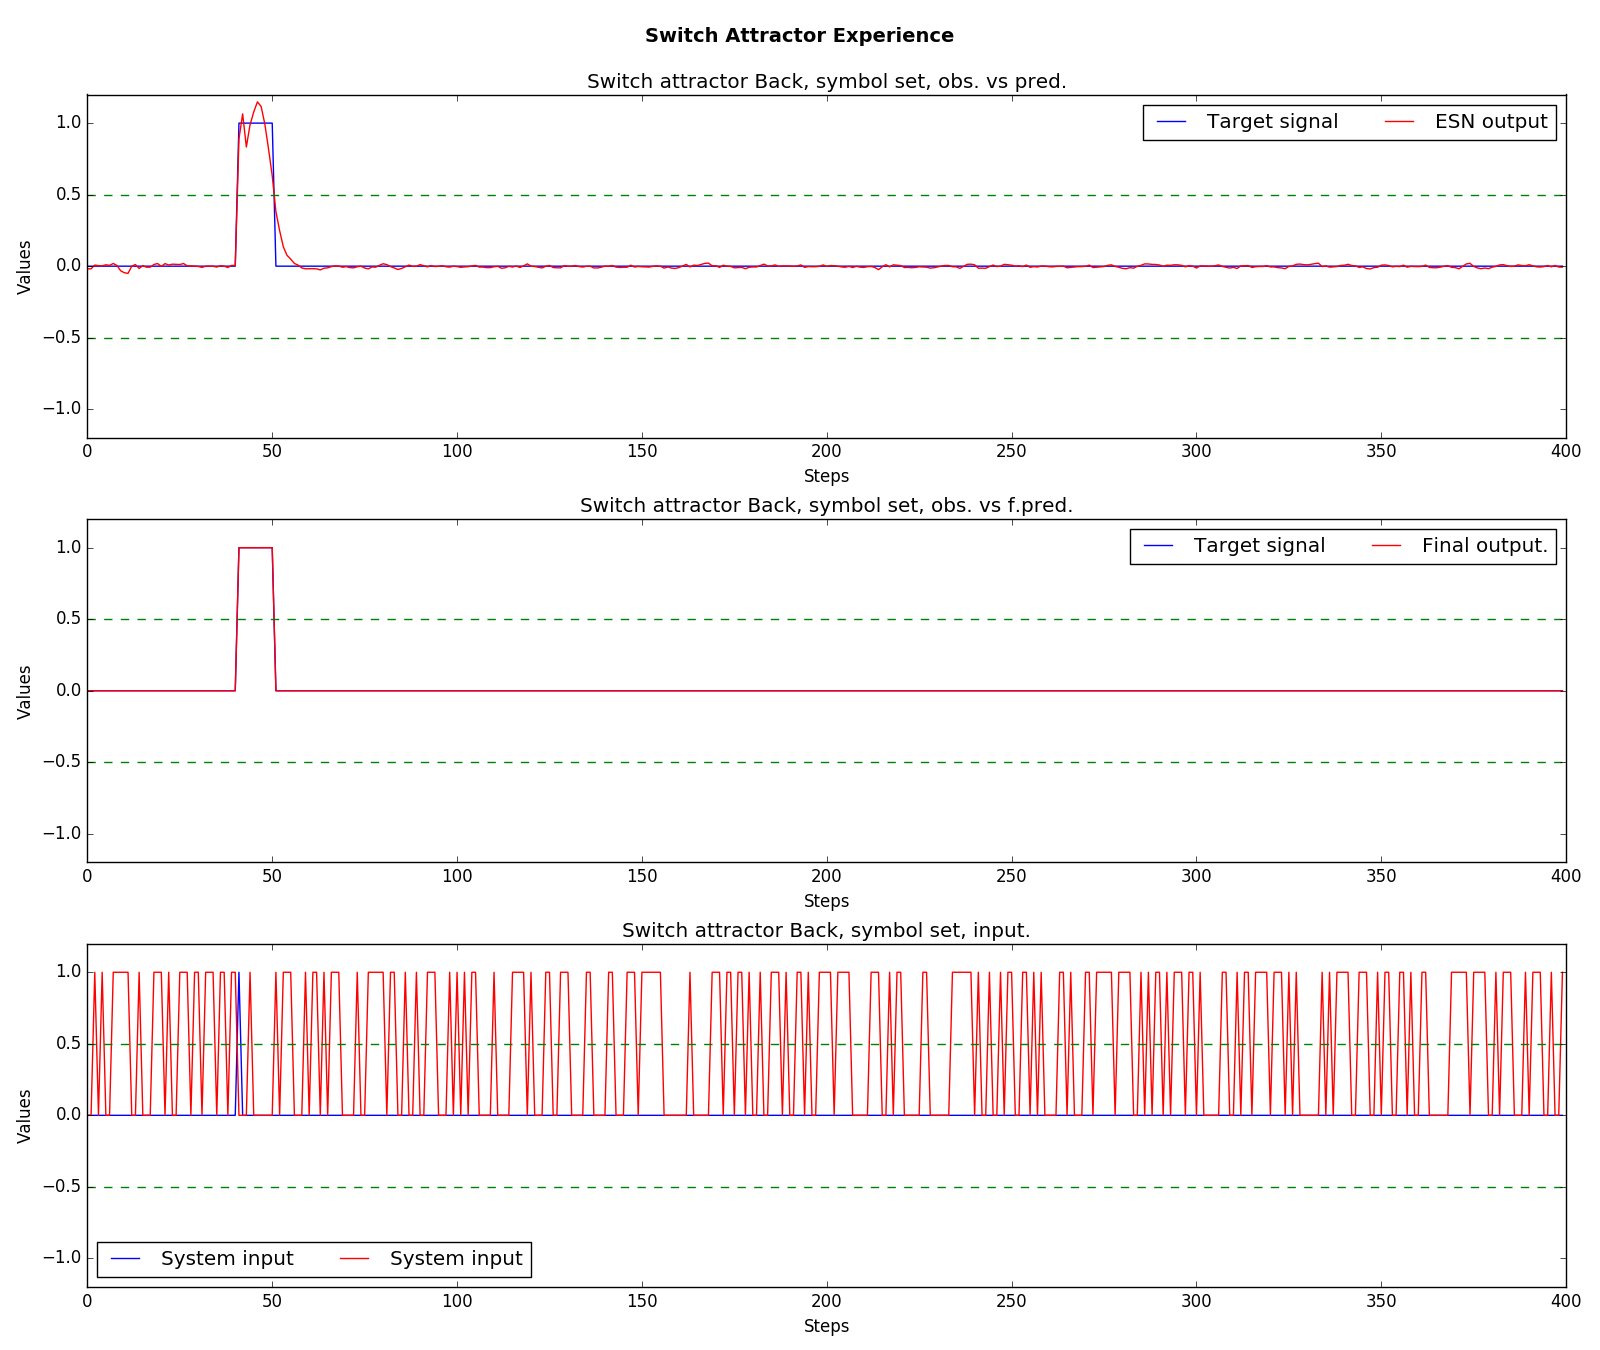 Switch Attractor Experience
Switch attractor Back, symbol set, obs. vs pred.
Target signal ESN output
1.0
0.5
0.0
−0.5
−1.0
Values
0 50 100 150 200 250 300 350 400
Steps
Switch attractor Back, symbol set, obs. vs f.pred.
Target signal Final output.
1.0
0.5
0.0
−0.5
−1.0
Values
0 50 100 150 200 250 300 350 400
Steps
Switch attractor Back, symbol set, input.
1.0
0.5
0.0
−0.5
−1.0
Values
System input System input
0 50 100 150 200 250 300 350 400
Steps